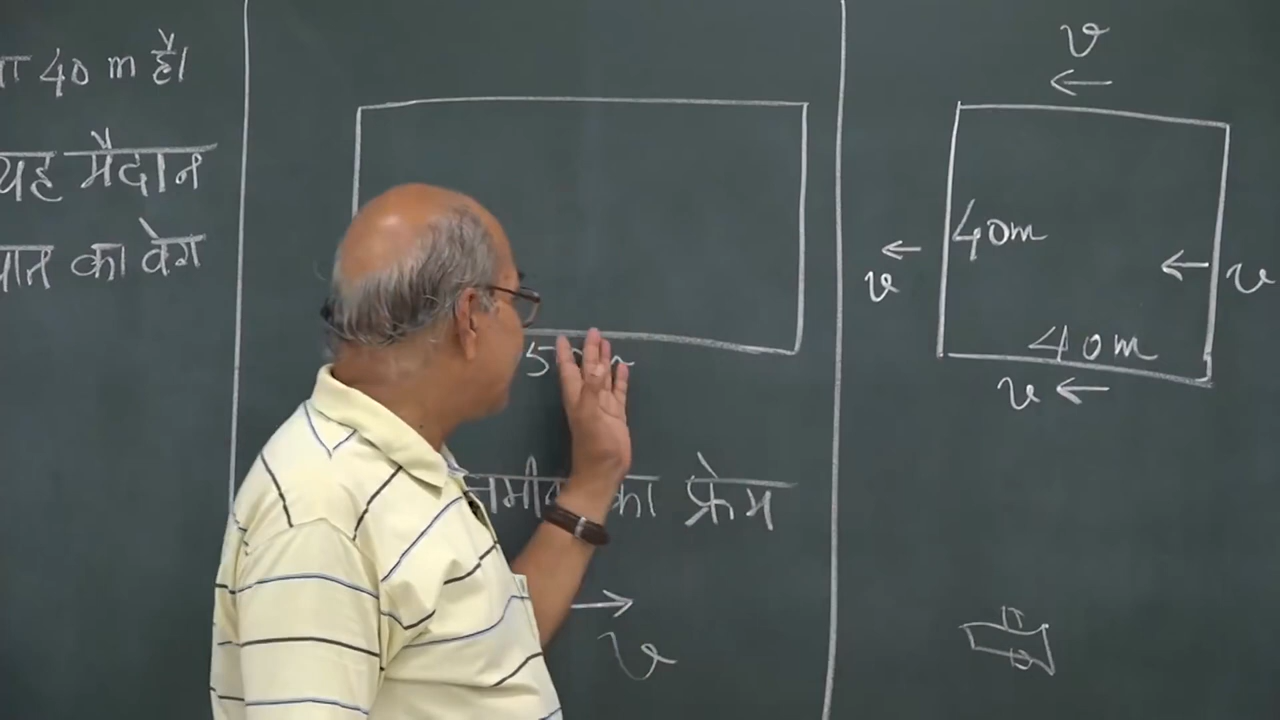 40 m है।
यह मैदान
का वेग
का फ्रेम
v
v
40m
v
v
40m
v